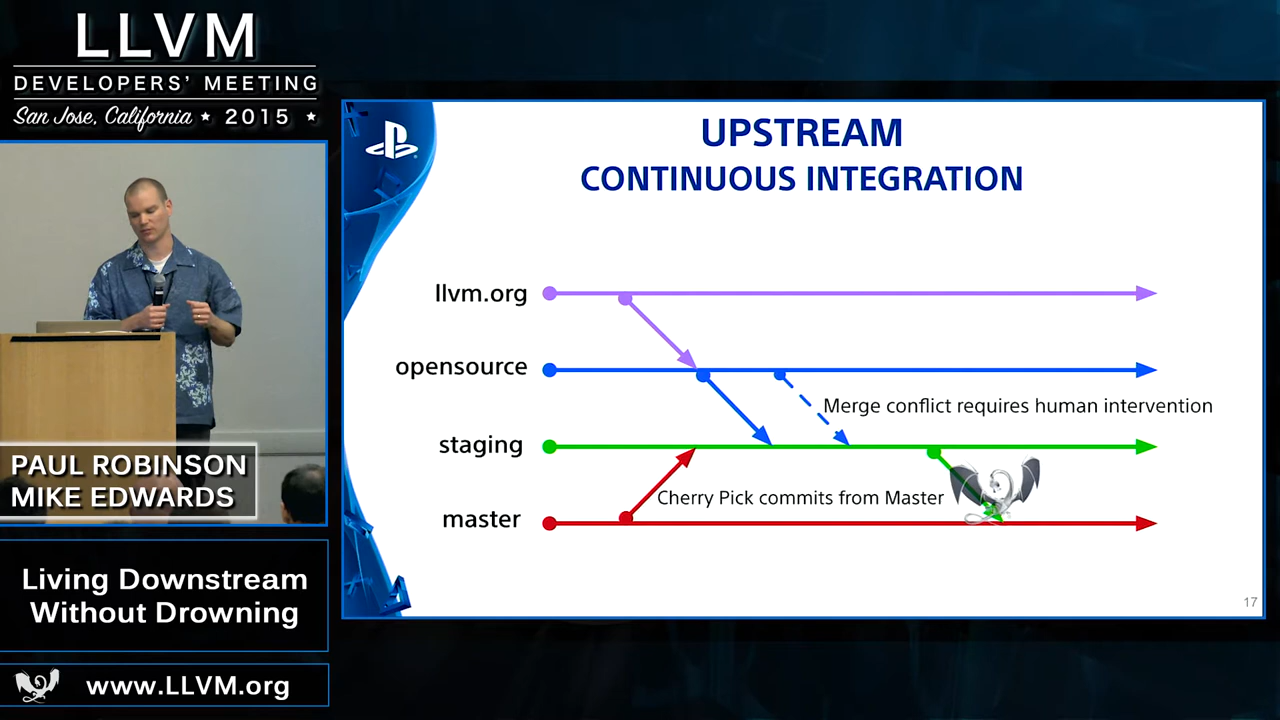 LLVM
DEVELOPERS' MEETING
San Jose, California ★ 2015 ★
PAUL ROBINSON
MIKE EDWARDS
Living Downstream
Without Drowning
www.LLVM.org
UPSTREAM
CONTINUOUS INTEGRATION
llvm.org
opensource
Merge conflict requires human intervention
staging
Cherry Pick commits from Master
master
17